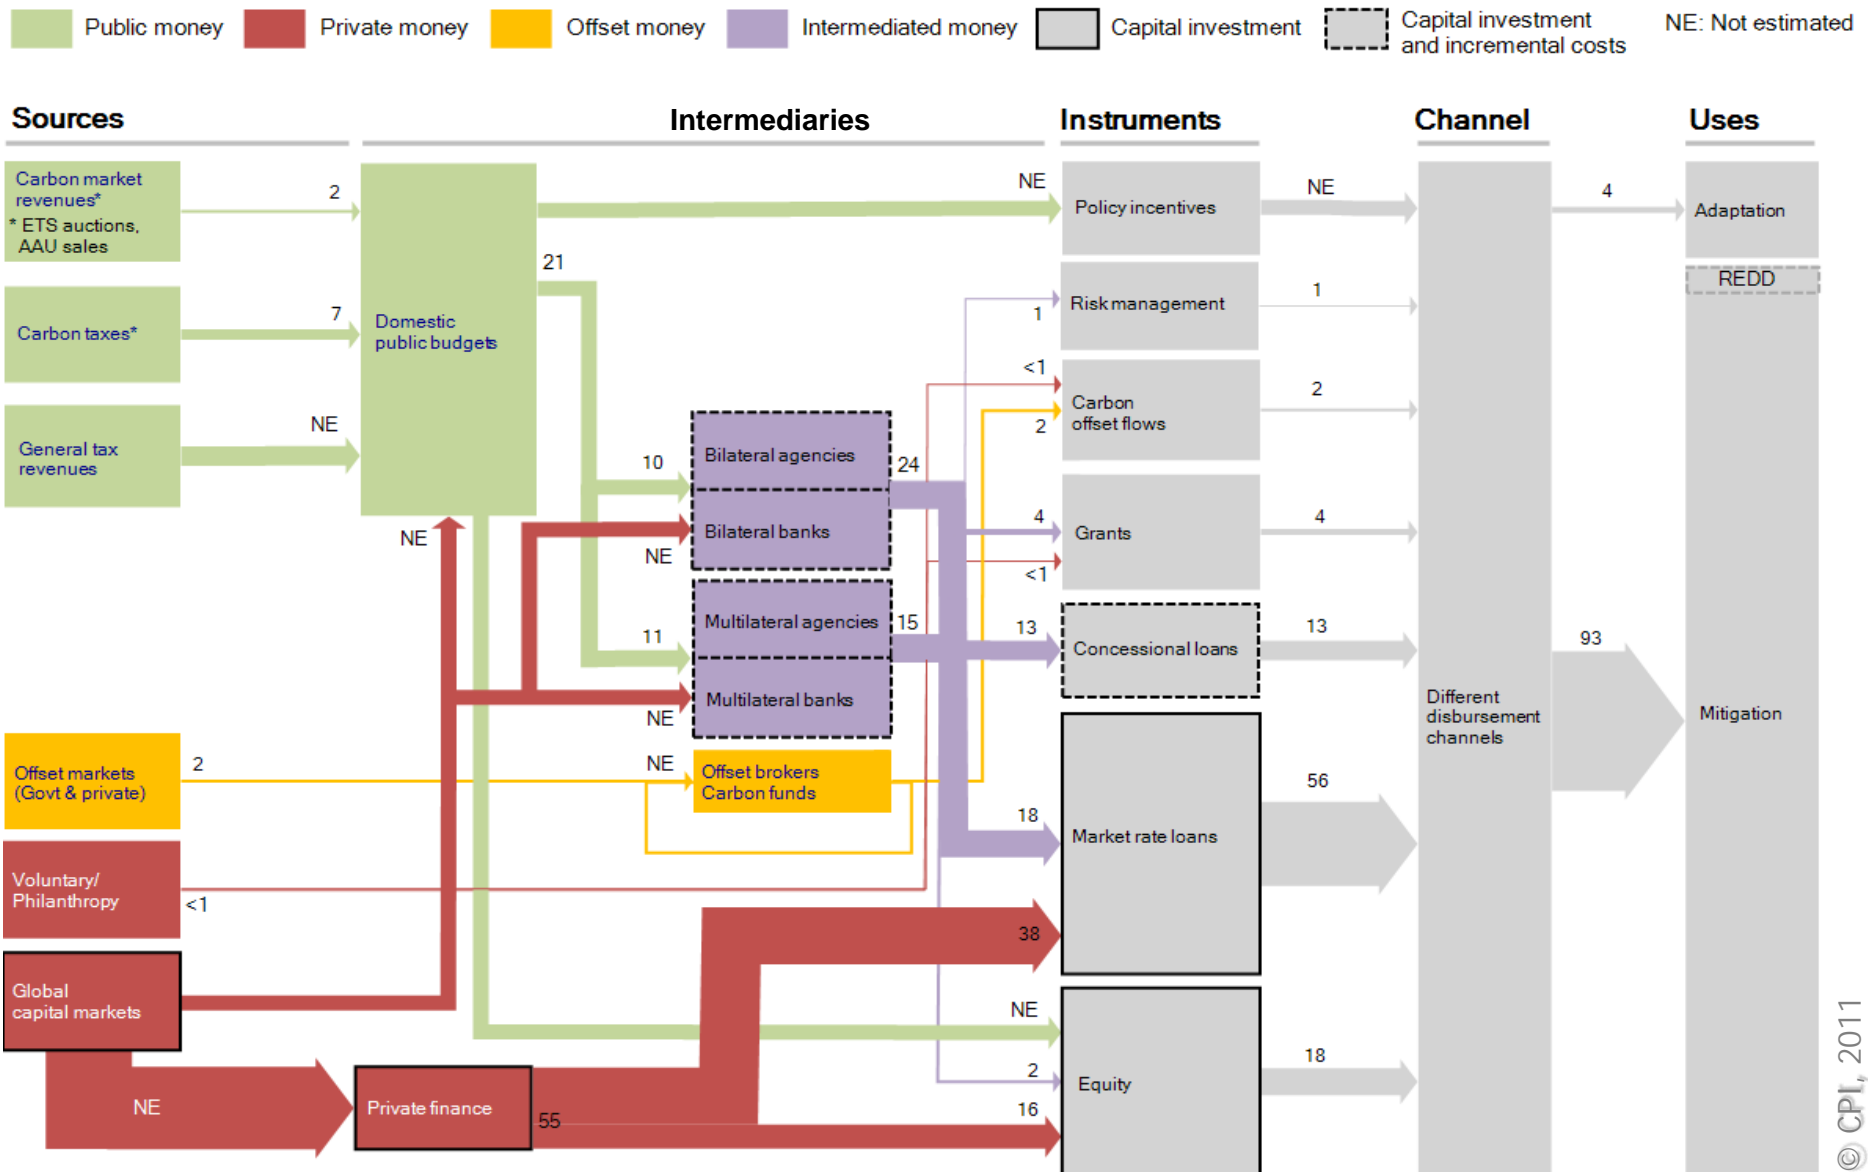 Public money
Private money
Offset money
Intermediated money
Capital investment
Capital investment
and incremental costs
NE: Not estimated
Sources
Intermediaries
Instruments
Channel
Uses
Carbon market
revenues*
* ETS auctions,
AAU sales
2
Carbon taxes*
7
General tax
revenues
NE
Domestic
public budgets
21
NE
Policy incentives
NE
4
Adaptation
REDD
1
Risk management
1
<1
2
Carbon
offset flows
2
10
Bilateral agencies
24
Bilateral banks
NE
NE
4
<1
Grants
4
11
Multilateral agencies
15
Multilateral banks
NE
13
Concessional loans
13
Different
disbursement
channels
93
Mitigation
Offset markets
(Govt & private)
2
NE
Offset brokers
Carbon funds
18
Market rate loans
56
38
Voluntary/
Philanthropy
<1
Global
capital markets
NE
Private finance
55
NE
2
16
Equity
18
© CPI, 2011